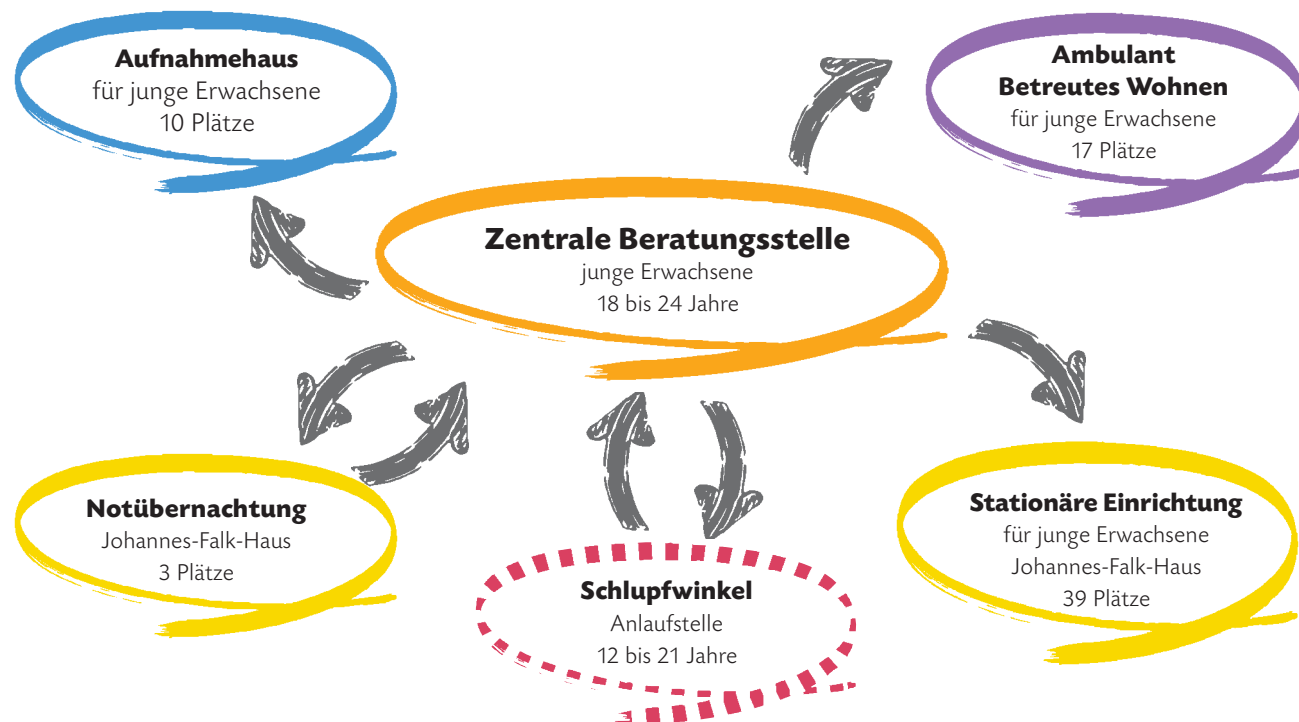 Aufnahmehaus
für junge Erwachsene
10 Plätze
Ambulant
Betreutes Wohnen
für junge Erwachsene
17 Plätze
Zentrale Beratungsstelle
junge Erwachsene
18 bis 24 Jahre
Notübernachtung
Johannes-Falk-Haus
3 Plätze
Schlupfwinkel
Anlaufstelle
12 bis 21 Jahre
Stationäre Einrichtung
für junge Erwachsene
Johannes-Falk-Haus
39 Plätze